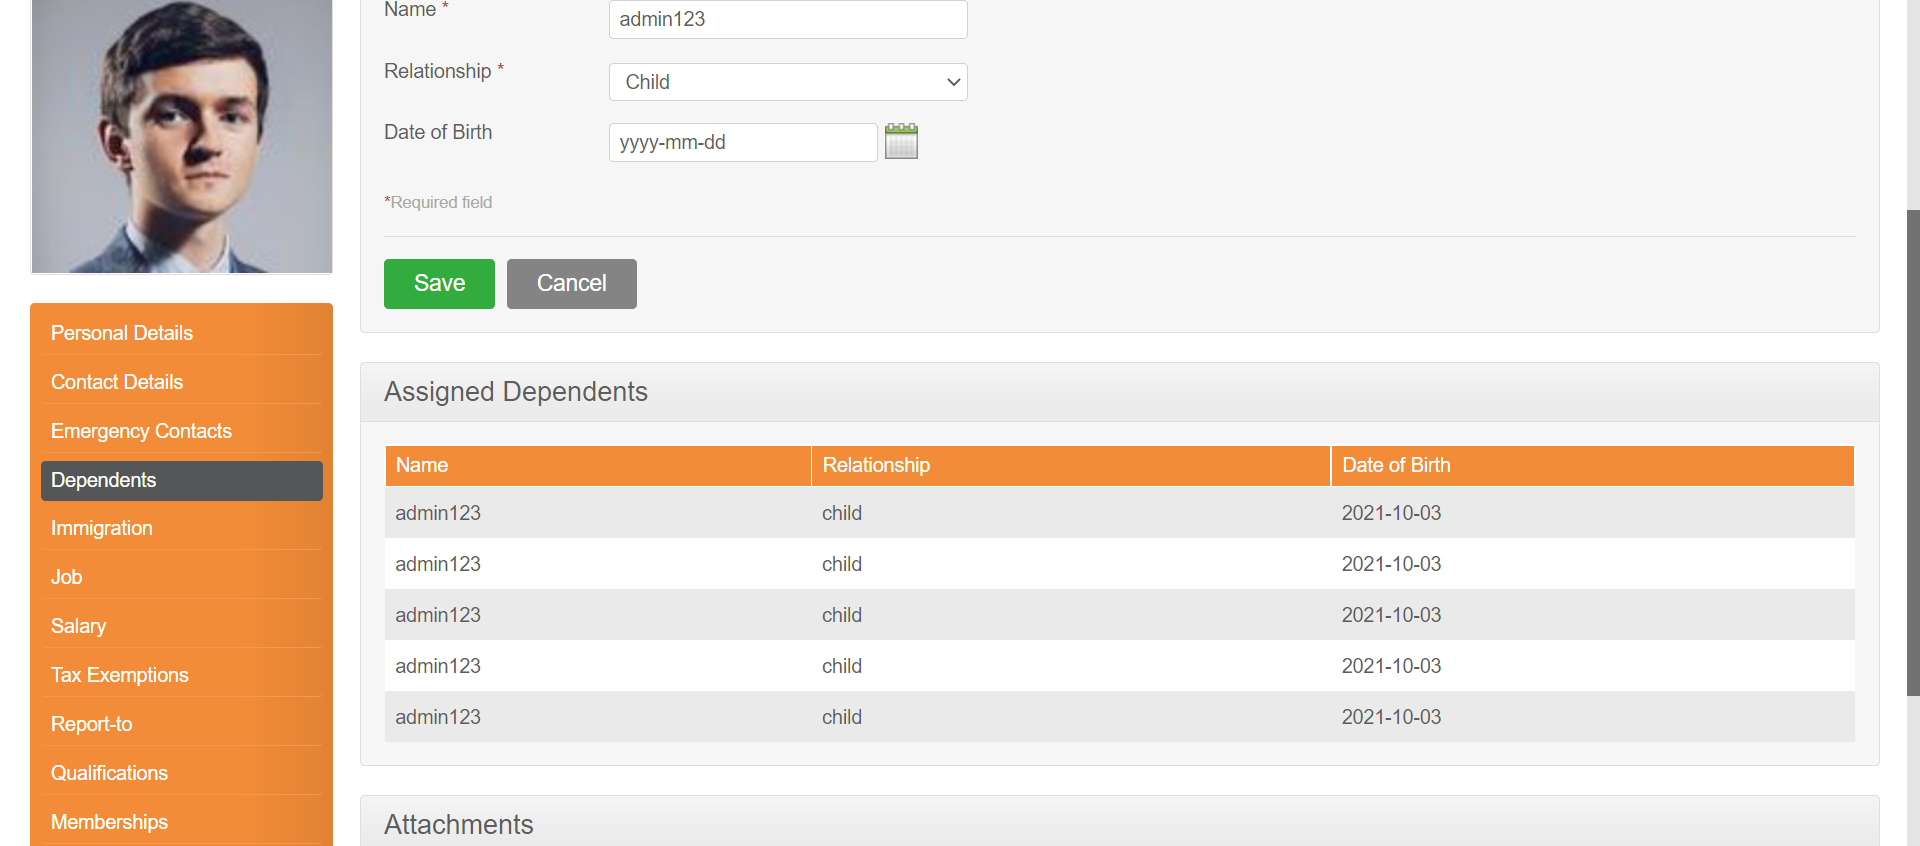 Name *
admin123
Relationship *
Child
Date of Birth
yyyy-mm-dd
*Required field
Save Cancel
Personal Details
Contact Details
Emergency Contacts
Dependents
Immigration
Job
Salary
Tax Exemptions
Report-to
Qualifications
Memberships
Assigned Dependents
Name Relationship Date of Birth
admin123 child 2021-10-03
admin123 child 2021-10-03
admin123 child 2021-10-03
admin123 child 2021-10-03
admin123 child 2021-10-03
Attachments